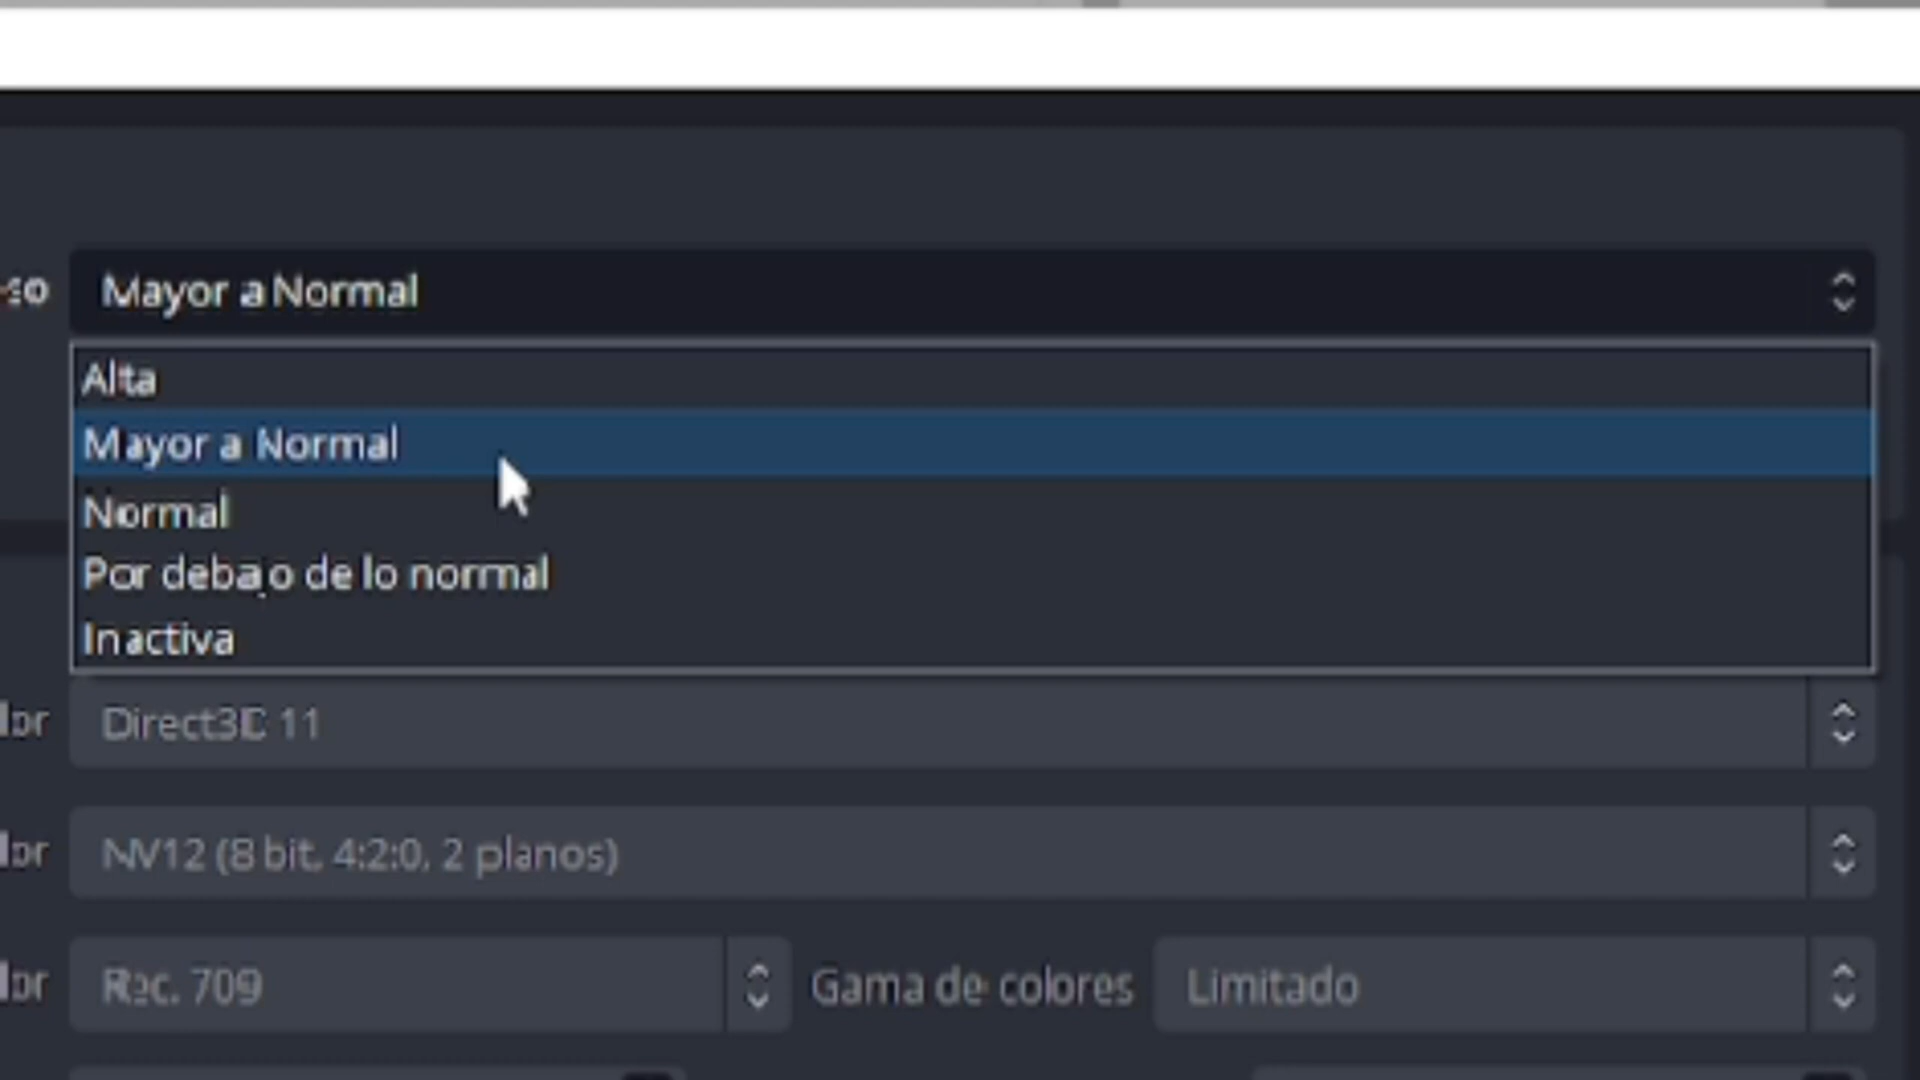 Mayor a Normal
Alta
Mayor a Normal
Normal
Por debajo de lo normal
Inactiva
Direct3D 11
NV12 (8 bit, 4:2:0, 2 planos)
Rec. 709 Gama de colores Limitado